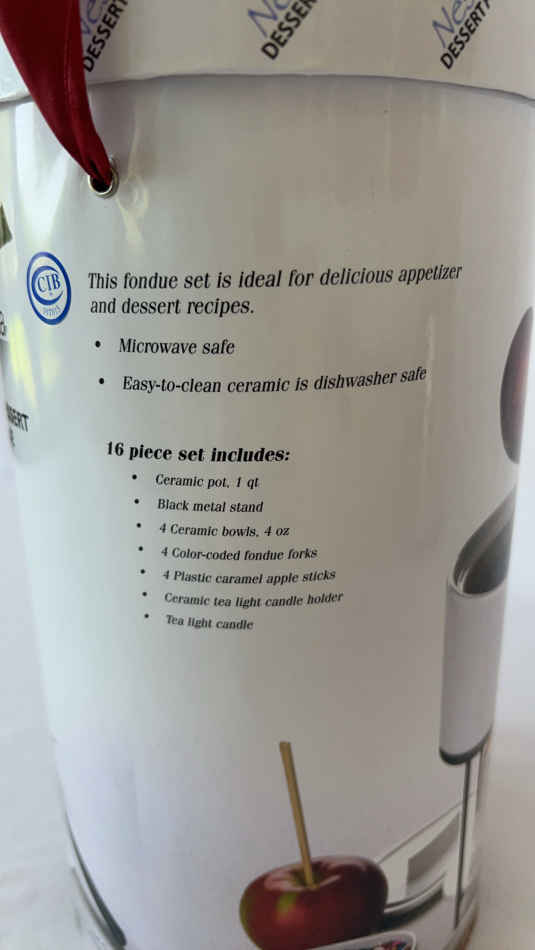 DESSERT
DESSERT
DESSERT
CIB
This fondue set is ideal for delicious appetizer
and dessert recipes.
• Microwave safe
• Easy-to-clean ceramic is dishwasher safe
16 piece set includes:
• Ceramic pot, 1 qt
• Black metal stand
• 4 Ceramic bowls, 4 oz
• 4 Color-coded fondue forks
• 4 Plastic caramel apple sticks
• Ceramic tea light candle holder
• Tea light candle